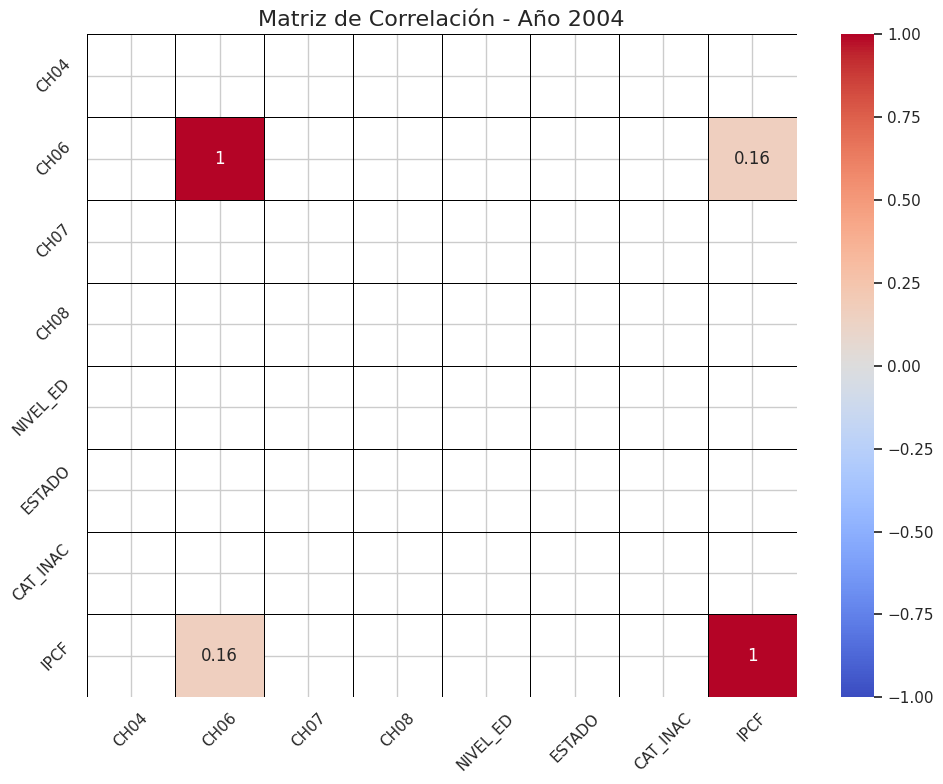 Matriz de Correlación - Año 2004
CH04
CH06
1
0.16
CH07
CH08
NIVEL_ED
ESTADO
CAT_INAC
IPCF
0.16
1
CH04
CH06
CH07
CH08
NIVEL_ED
ESTADO
CAT_INAC
IPCF
1.00
0.75
0.50
0.25
0.00
−0.25
−0.50
−0.75
−1.00